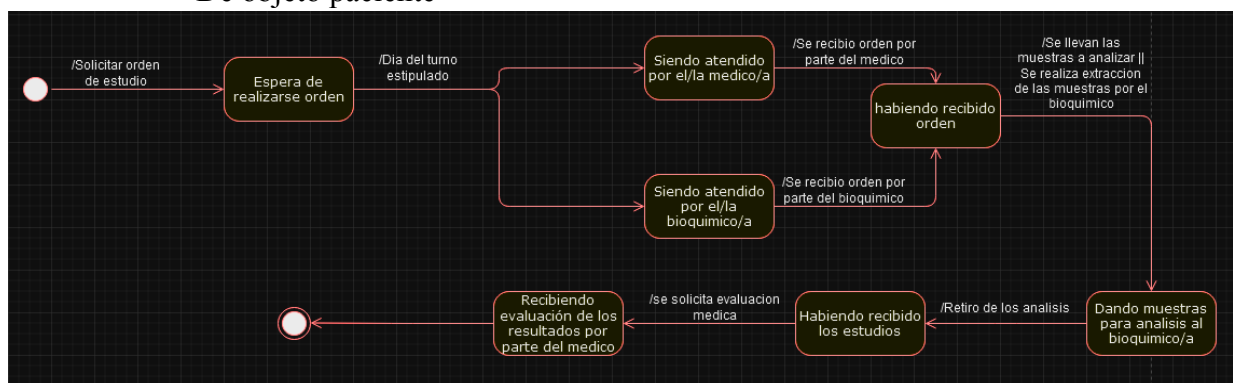 De objeto paciente
/Solicitar orden
de estudio
Espera de
realizarse orden
/Dia del turno
estipulado
Siendo atendido
por el/la medico/a
/Se recibio orden por
parte del medico
Siendo atendido
por el/la
bioquimico/a
/Se recibio orden por
parte del bioquimico
habiendo recibido
orden
/Se llevan las
muestras a analizar ||
Se realiza extraccion
de las muestras por el
bioquimico
Dando muestras
para analisis al
bioquimico/a
/Retiro de los analisis
Habiendo recibido
los estudios
/se solicita evaluacion
medica
Recibiendo
evaluación de los
resultados por
parte del medico